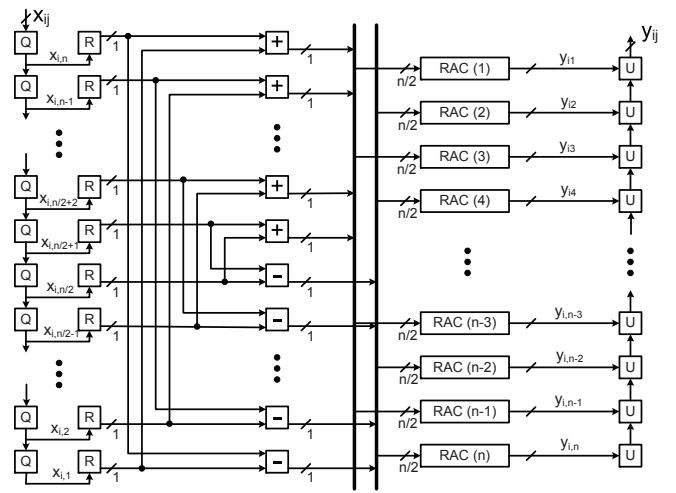 x_ij
Q R 1 + 1
x_i,n
Q R 1 + 1
x_i,n-1
Q R 1 + 1
x_i,n/2+2
Q R 1 + 1
x_i,n/2+1
Q R 1 - 1
x_i,n/2
Q R 1 - 1
x_i,n/2-1
Q R 1 - 1
x_i,2
Q R 1 - 1
x_i,1
y_ij
n/2 RAC (1) y_i1 U
n/2 RAC (2) y_i2 U
n/2 RAC (3) y_i3 U
n/2 RAC (4) y_i4 U
n/2 RAC (n-3) y_i,n-3 U
n/2 RAC (n-2) y_i,n-2 U
n/2 RAC (n-1) y_i,n-1 U
n/2 RAC (n) y_i,n U